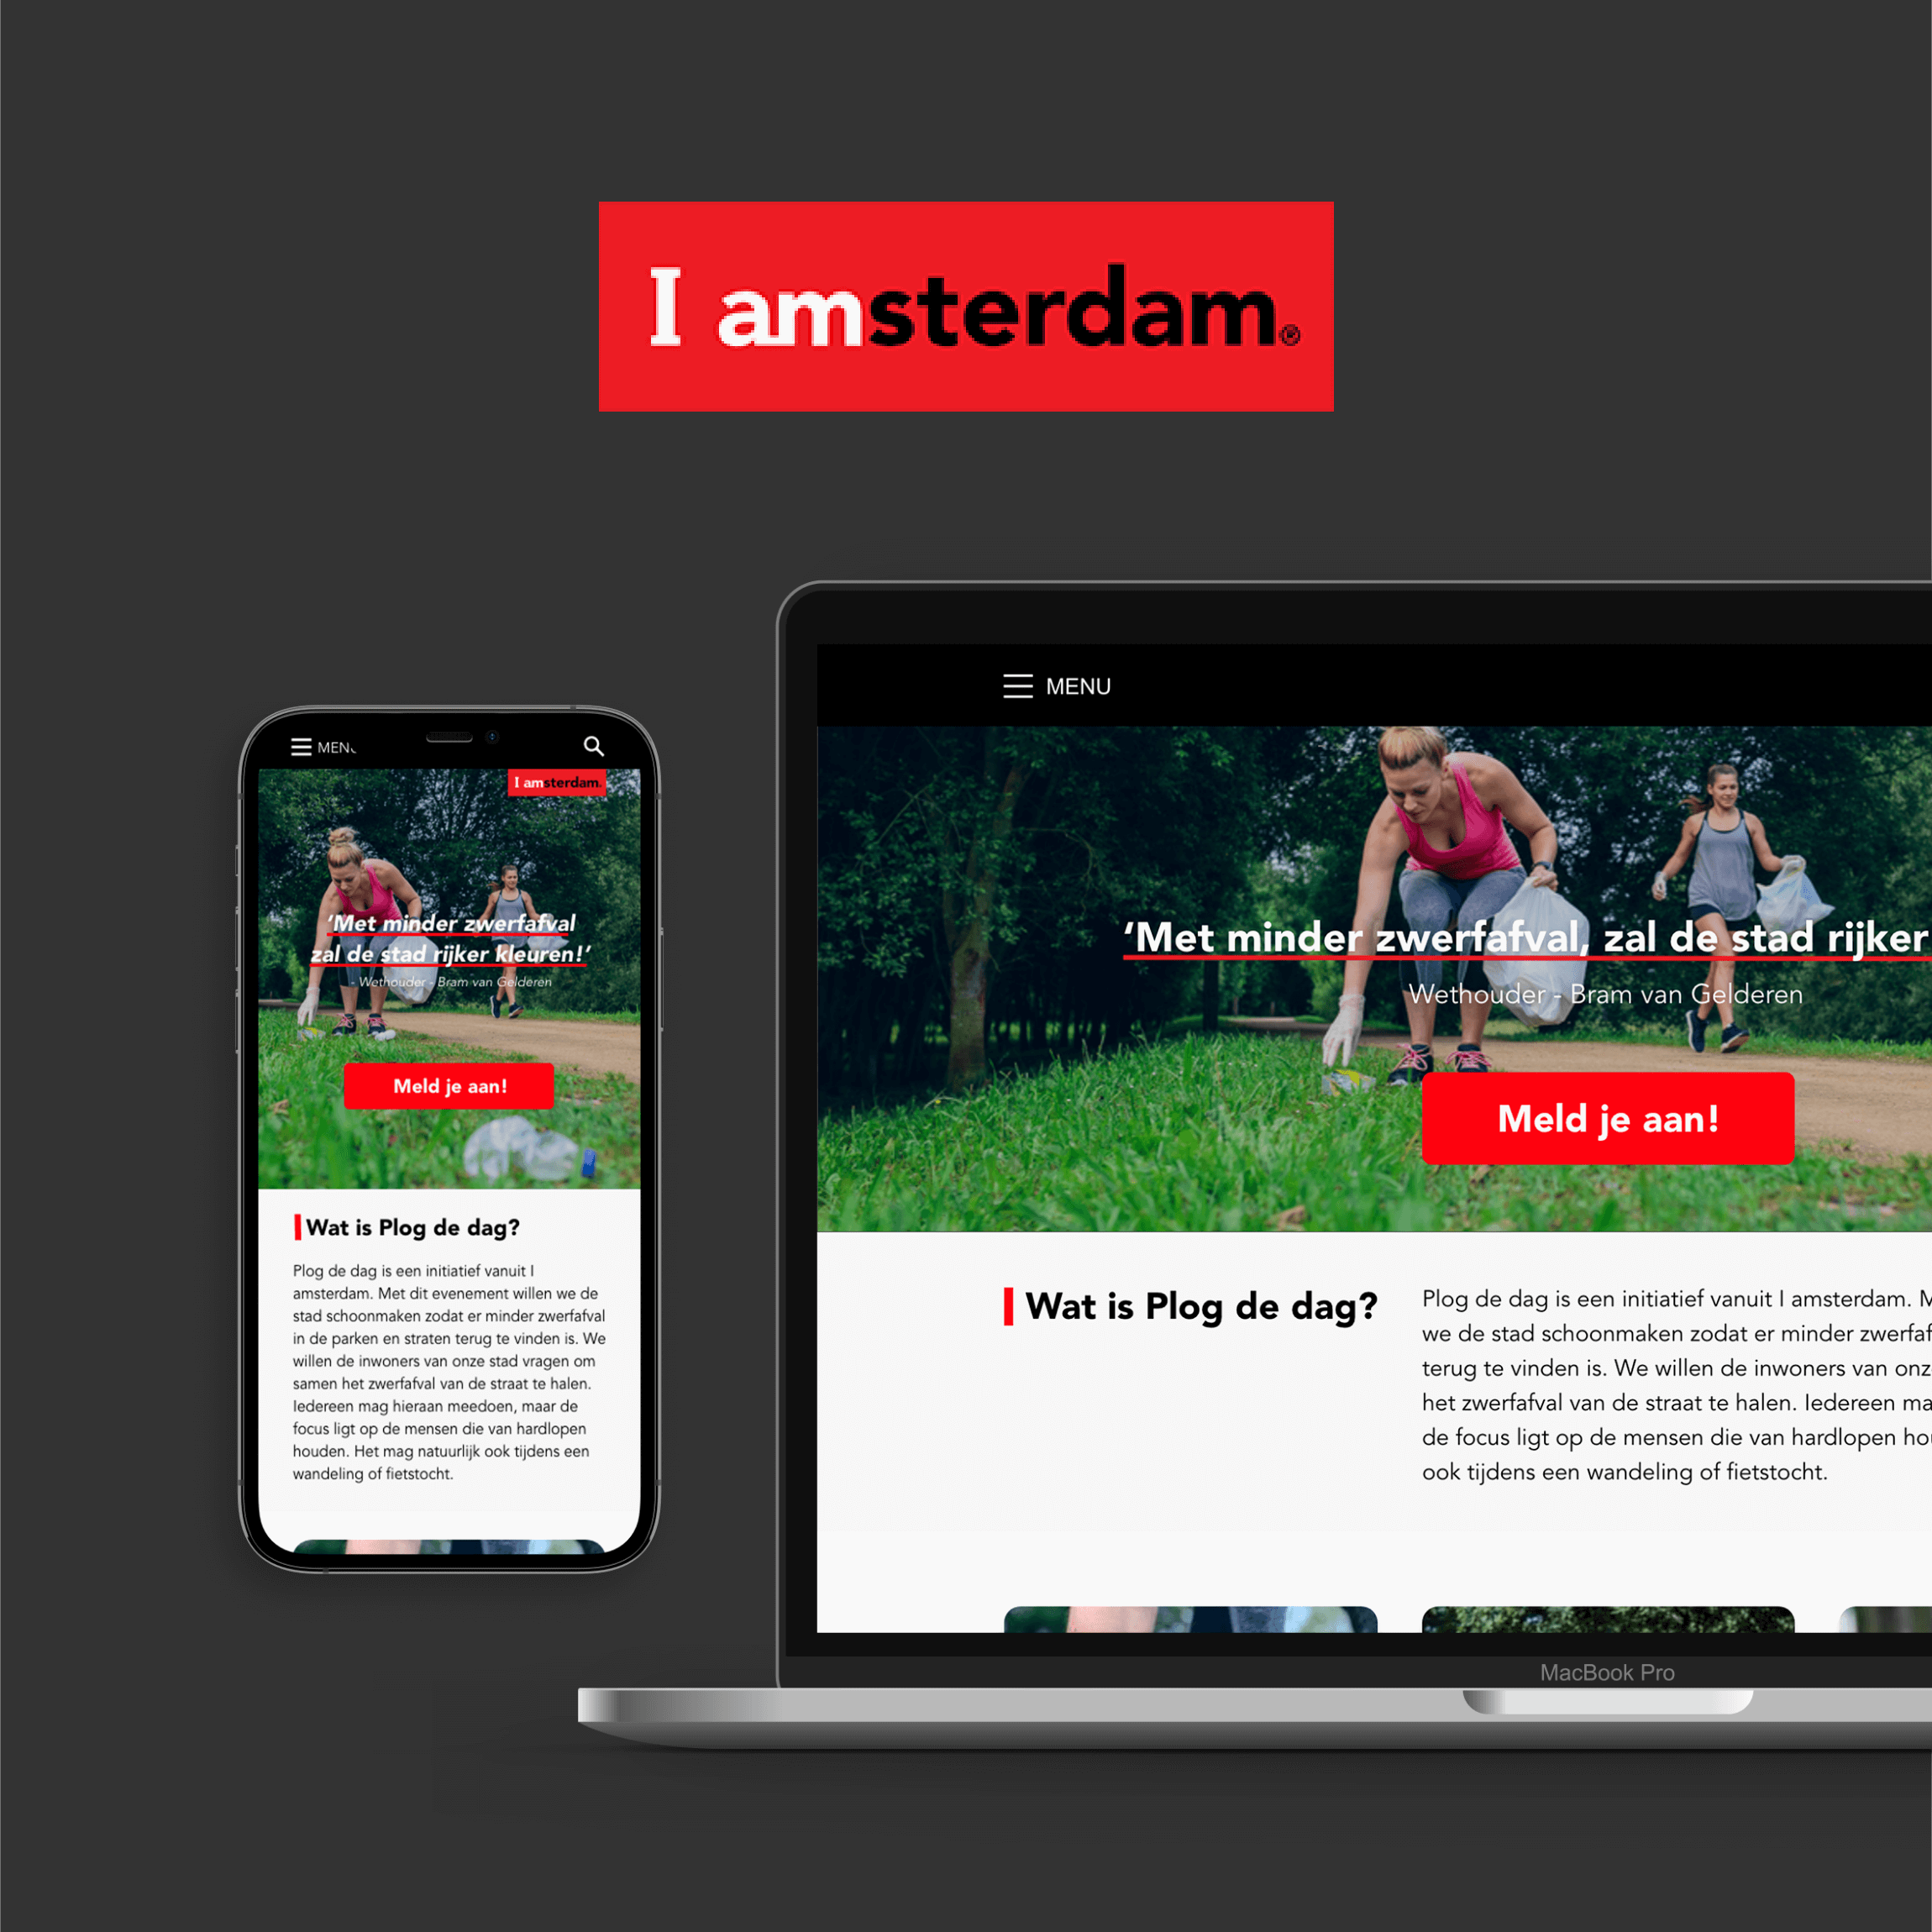 I amsterdam.®
MENU
I amsterdam.
'Met minder zwerfafval
zal de stad rijker kleuren!'
- Wethouder - Bram van Gelderen
Meld je aan!
Wat is Plog de dag?
Plog de dag is een initiatief vanuit I
amsterdam. Met dit evenement willen we de
stad schoonmaken zodat er minder zwerfafval
in de parken en straten terug te vinden is. We
willen de inwoners van onze stad vragen om
samen het zwerfafval van de straat te halen.
Iedereen mag hieraan meedoen, maar de
focus ligt op de mensen die van hardlopen
houden. Het mag natuurlijk ook tijdens een
wandeling of fietstocht.
MENU
‘Met minder zwerfafval, zal de stad rijker
Wethouder - Bram van Gelderen
Meld je aan!
Wat is Plog de dag?
Plog de dag is een initiatief vanuit I amsterdam. M
we de stad schoonmaken zodat er minder zwerfaf
terug te vinden is. We willen de inwoners van onz
het zwerfafval van de straat te halen. Iedereen ma
de focus ligt op de mensen die van hardlopen hou
ook tijdens een wandeling of fietstocht.
MacBook Pro